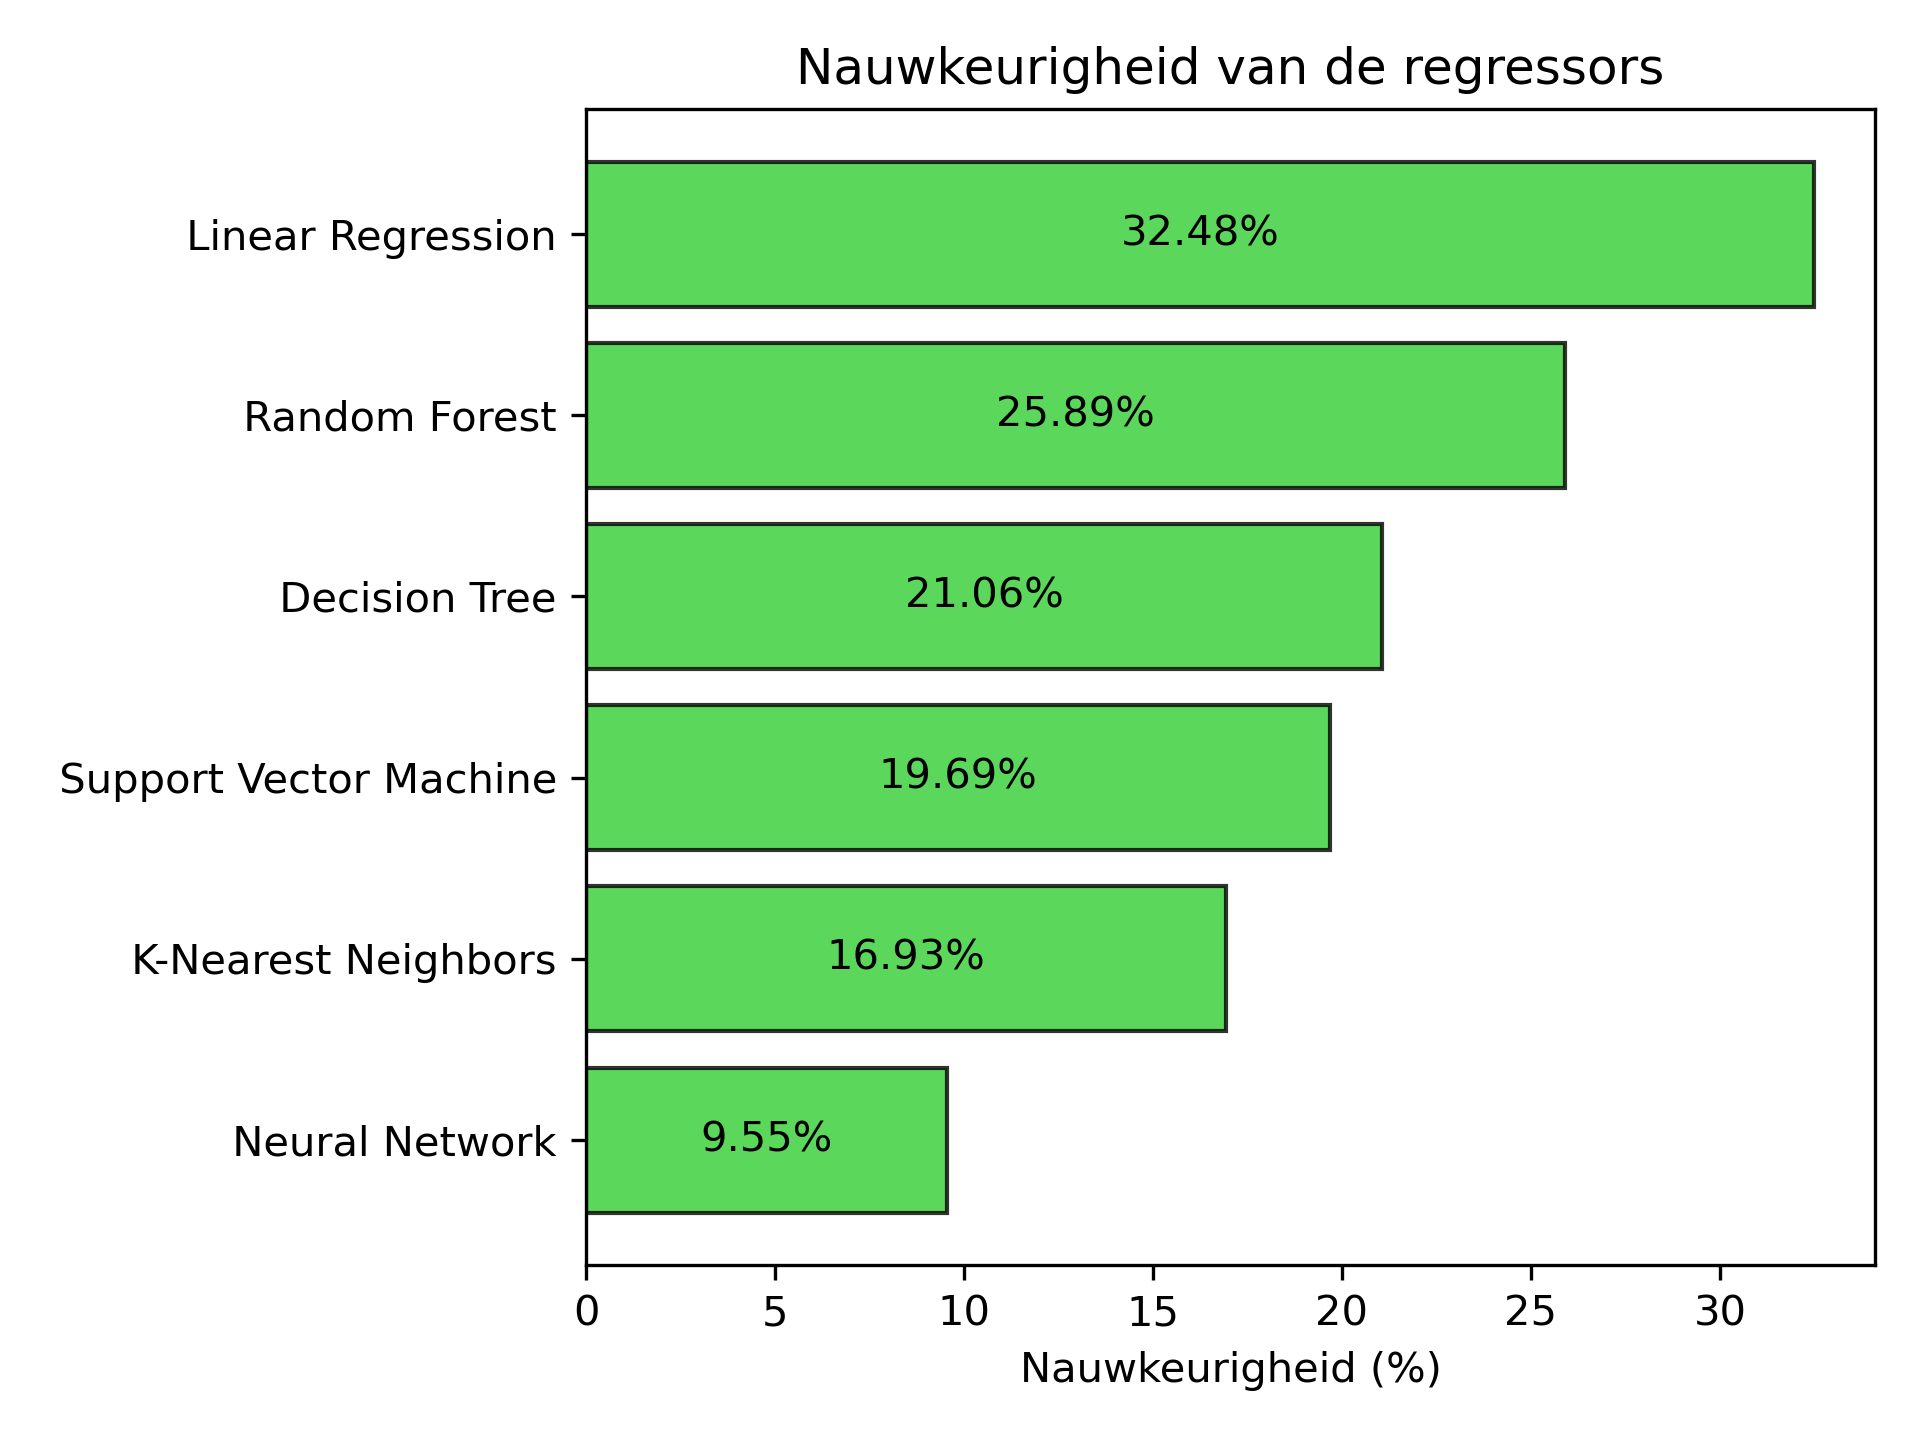 Nauwkeurigheid van de regressors
Linear Regression
32.48%
Random Forest
25.89%
Decision Tree
21.06%
Support Vector Machine
19.69%
K-Nearest Neighbors
16.93%
Neural Network
9.55%
0 5 10 15 20 25 30
Nauwkeurigheid (%)